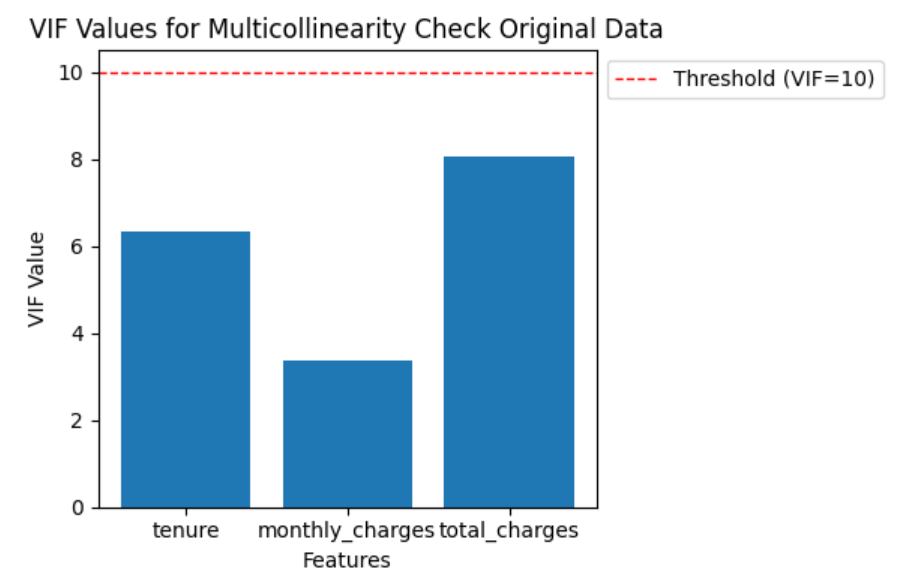 VIF Values for Multicollinearity Check Original Data
10
8
6
4
2
0
VIF Value
Threshold (VIF=10)
tenure monthly_charges total_charges
Features